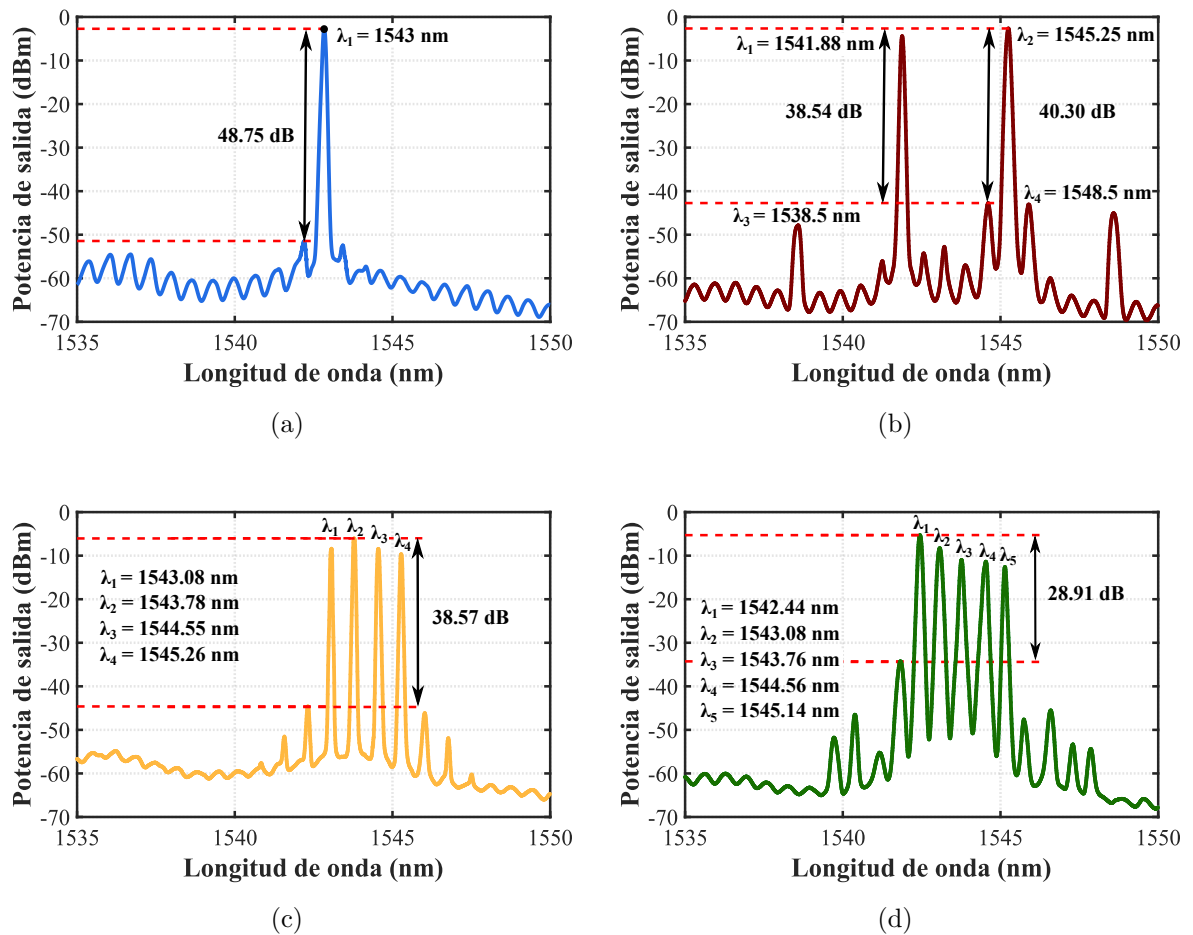 0
-10
-20
-30
-40
-50
-60
-70
Potencia de salida (dBm)
λ1 = 1543 nm
48.75 dB
1535 1540 1545 1550
Longitud de onda (nm)
(a)
0
-10
-20
-30
-40
-50
-60
-70
Potencia de salida (dBm)
λ2 = 1545.25 nm
λ1 = 1541.88 nm
38.54 dB
40.30 dB
λ4 = 1548.5 nm
λ3 = 1538.5 nm
1535 1540 1545 1550
Longitud de onda (nm)
(b)
0
-10
-20
-30
-40
-50
-60
-70
Potencia de salida (dBm)
λ1 λ2 λ3 λ4
λ1 = 1543.08 nm
λ2 = 1543.78 nm
λ3 = 1544.55 nm
λ4 = 1545.26 nm
38.57 dB
1535 1540 1545 1550
Longitud de onda (nm)
(c)
0
-10
-20
-30
-40
-50
-60
-70
Potencia de salida (dBm)
λ1 λ2 λ3 λ4 λ5
28.91 dB
λ1 = 1542.44 nm
λ2 = 1543.08 nm
λ3 = 1543.76 nm
λ4 = 1544.56 nm
λ5 = 1545.14 nm
1535 1540 1545 1550
Longitud de onda (nm)
(d)